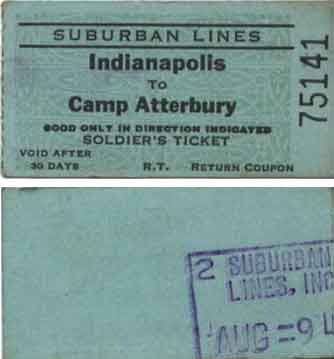 SUBURBAN LINES
Indianapolis
TO
Camp Atterbury
GOOD ONLY IN DIRECTION INDICATED
SOLDIER'S TICKET
VOID AFTER
30 DAYS R.T. RETURN COUPON
75141
2 SUBURBAN
LINES, INC
AUG -9